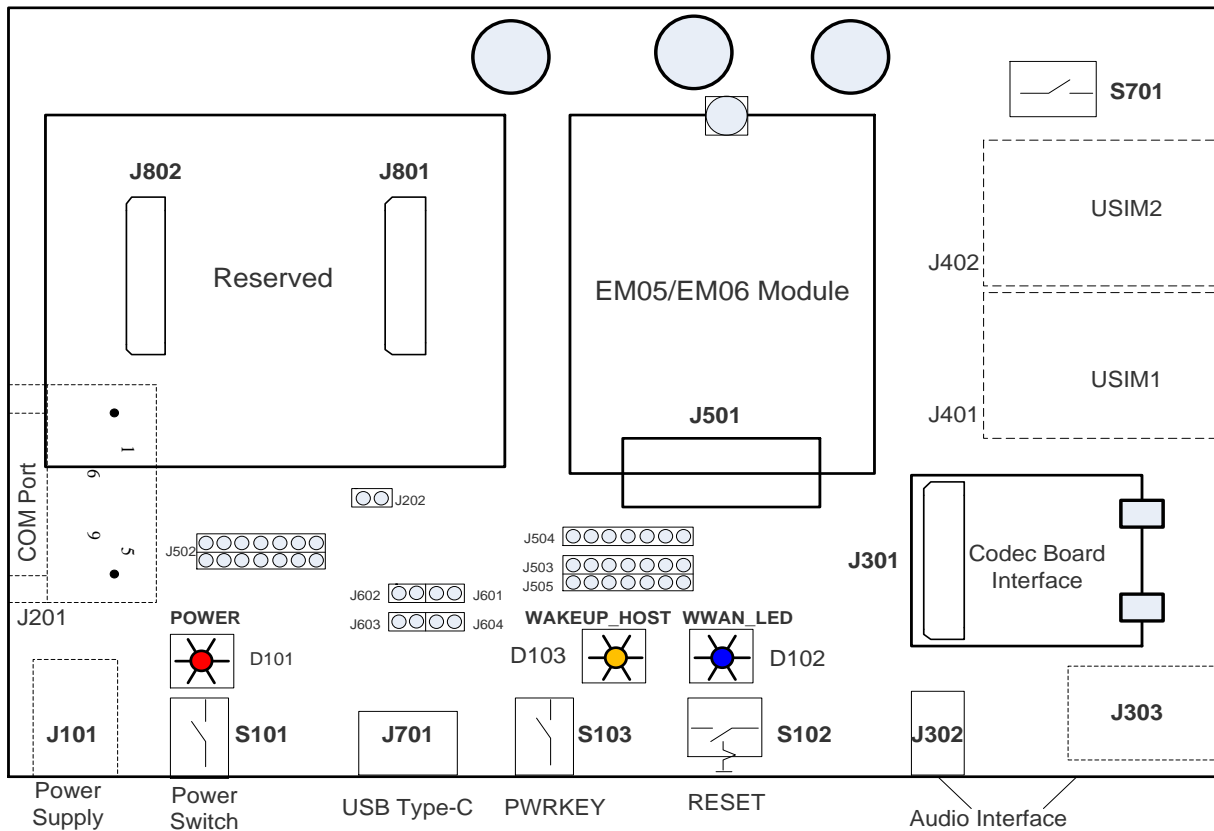 S701
J802
J801
USIM2
Reserved
EM05/EM06 Module
J402
USIM1
J401
J501
COM Port
1
6
9
5
J202
J502
J504
J503
J505
J301
Codec Board
Interface
J602
J601
J603
J604
J201
POWER
D101
WAKEUP_HOST
WWAN_LED
D103
D102
J101
S101
J701
S103
S102
J302
J303
Power
Supply
Power
Switch
USB Type-C
PWRKEY
RESET
Audio Interface